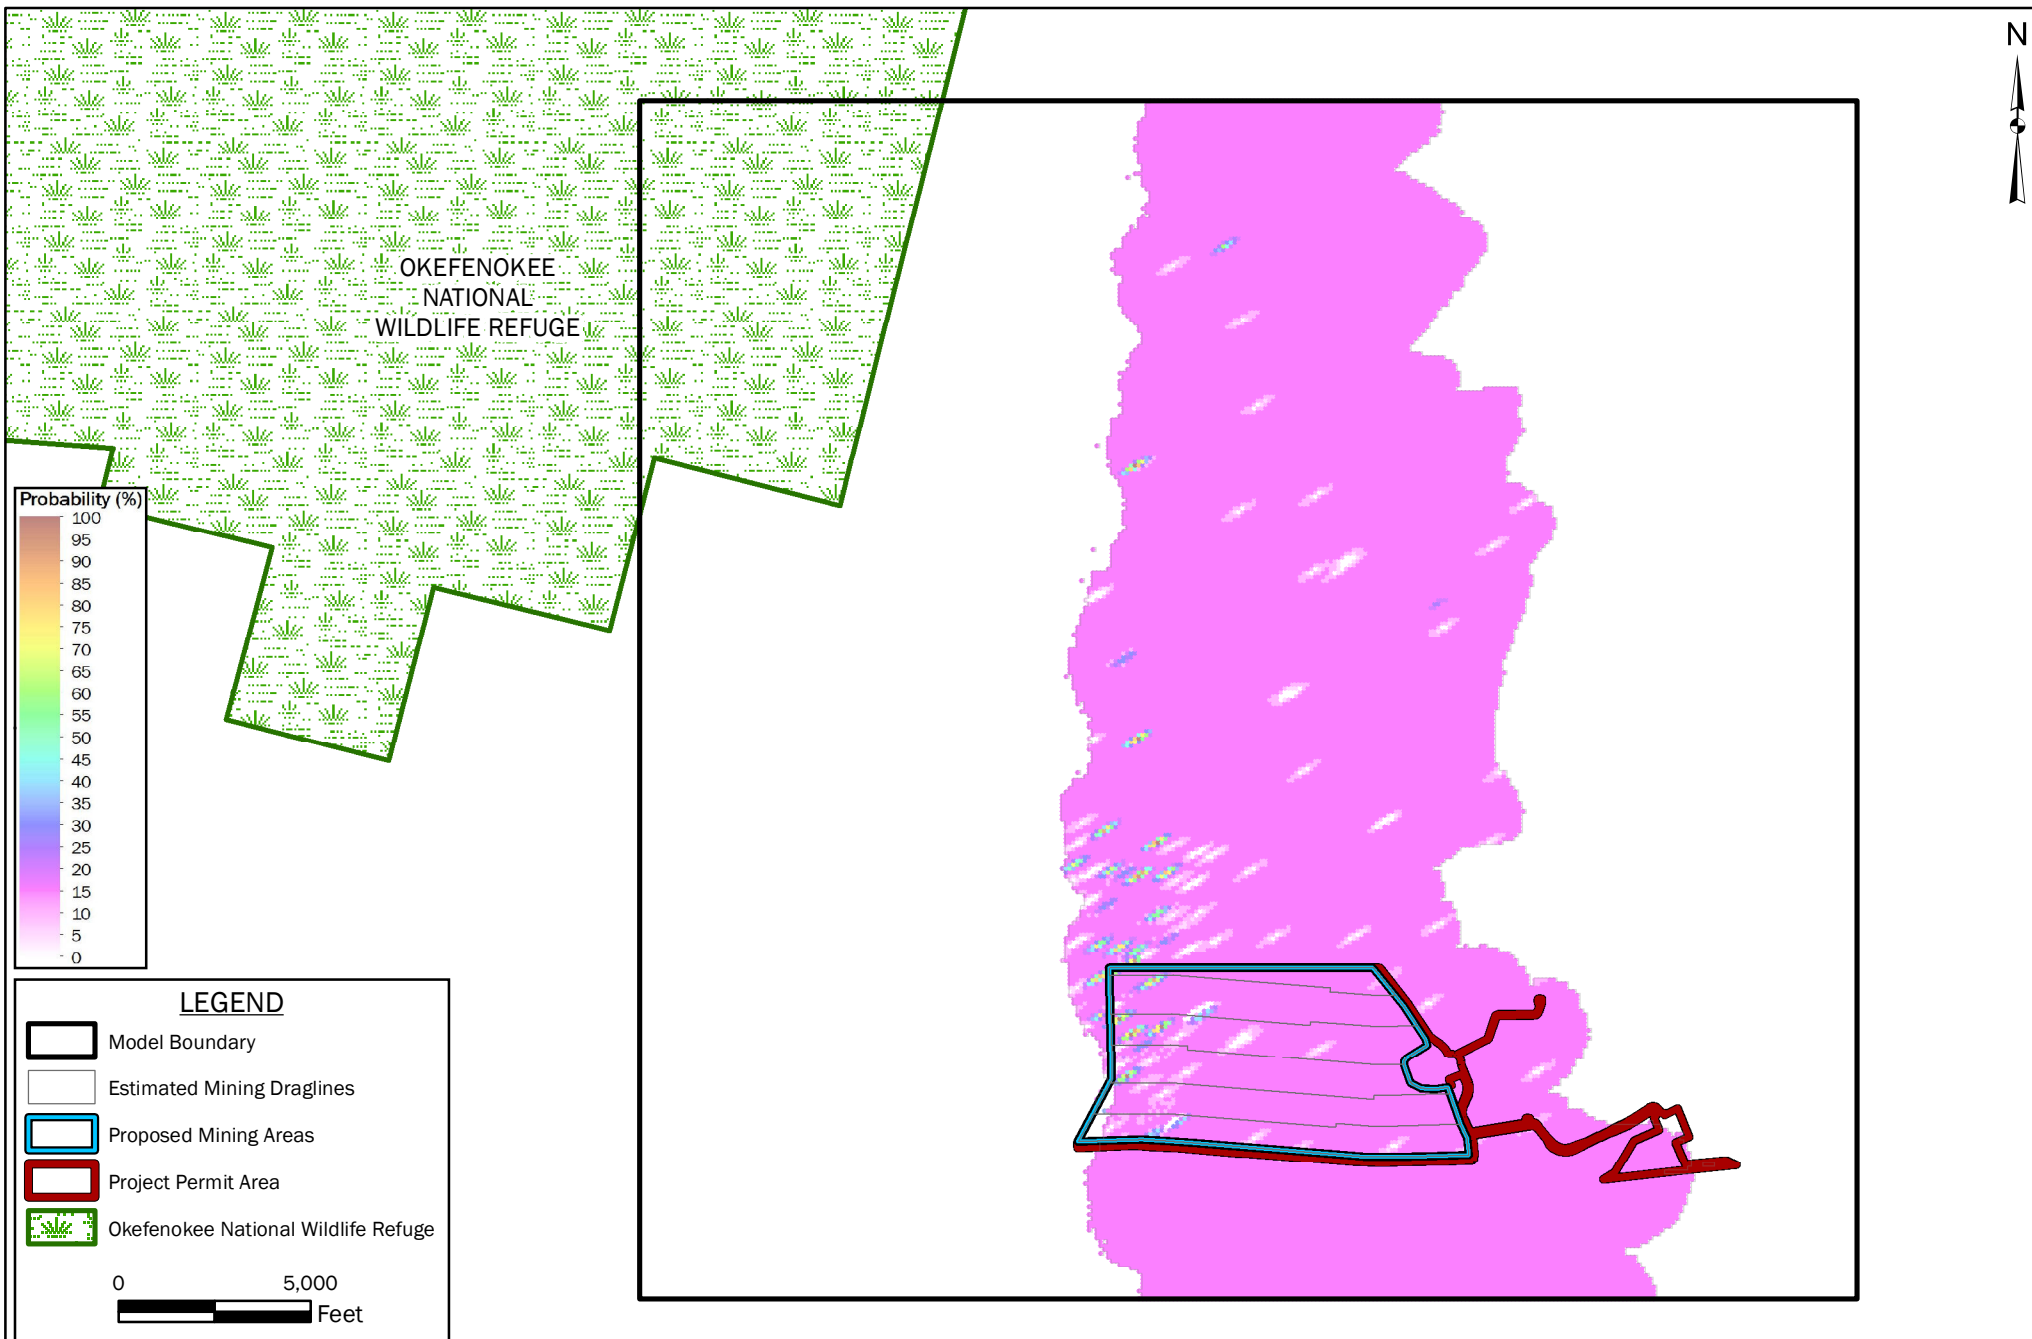 N
OKEFENOKEE
NATIONAL
WILDLIFE REFUGE
Probability (%)
100
95
90
85
80
75
70
65
60
55
50
45
40
35
30
25
20
15
10
5
0
LEGEND
Model Boundary
Estimated Mining Draglines
Proposed Mining Areas
Project Permit Area
Okefenokee National Wildlife Refuge
0 5,000
Feet